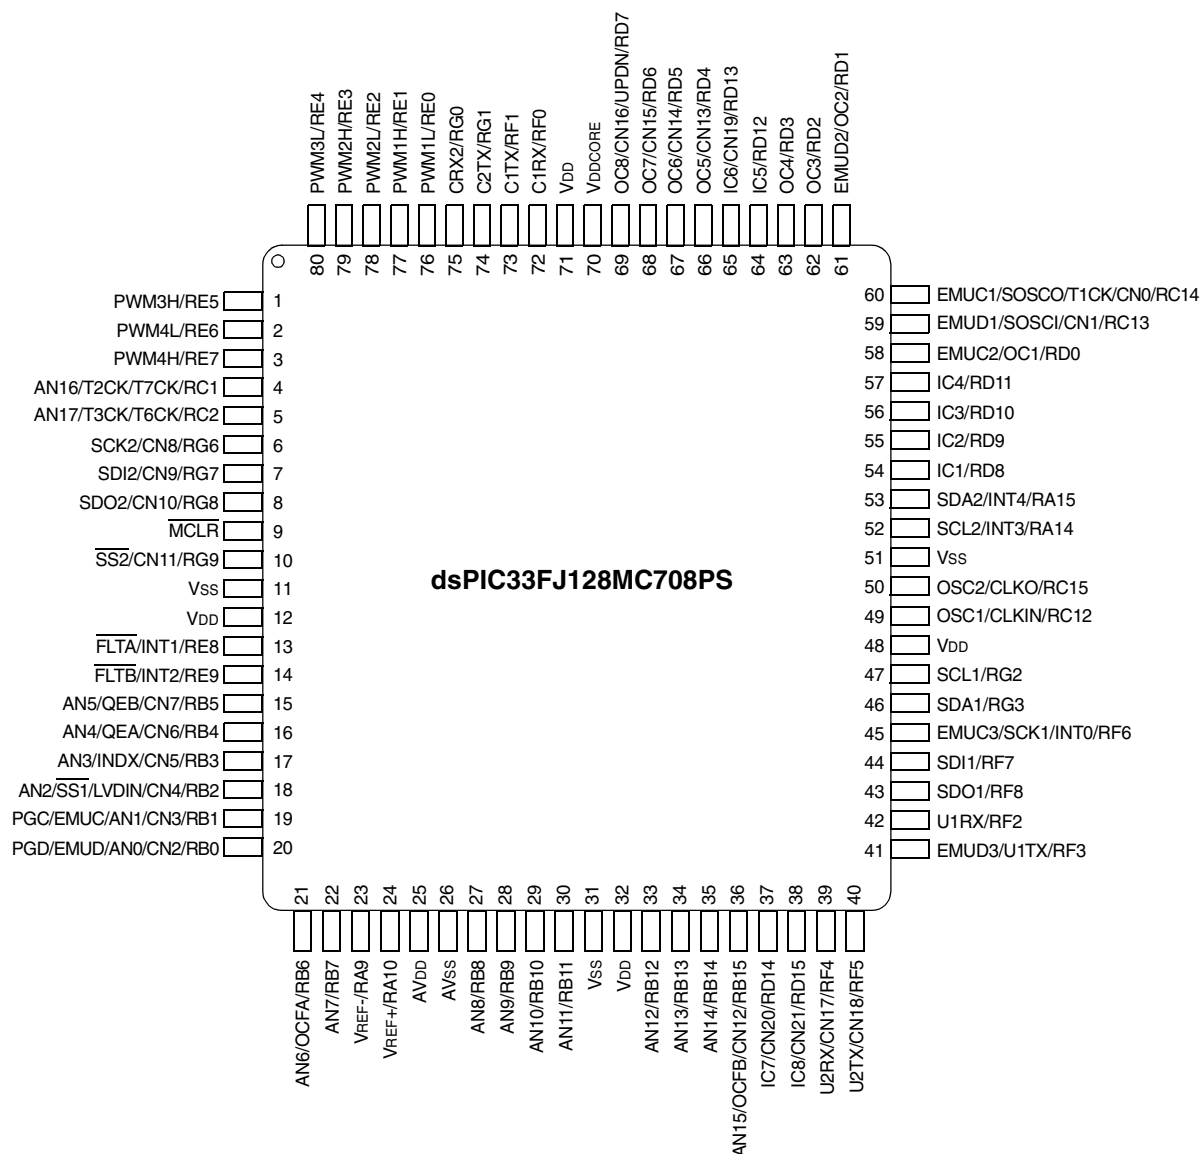 PWM3L/RE4
PWM2H/RE3
PWM2L/RE2
PWM1H/RE1
PWM1L/RE0
CRX2/RG0
C2TX/RG1
C1TX/RF1
C1RX/RF0
VDD
VDDCORE
OC8/CN16/UPDN/RD7
OC7/CN15/RD6
OC6/CN14/RD5
OC5/CN13/RD4
IC6/CN19/RD13
IC5/RD12
OC4/RD3
OC3/RD2
EMUD2/OC2/RD1
80
79
78
77
76
75
74
73
72
71
70
69
68
67
66
65
64
63
62
61
PWM3H/RE5 1
PWM4L/RE6 2
PWM4H/RE7 3
AN16/T2CK/T7CK/RC1 4
AN17/T3CK/T6CK/RC2 5
SCK2/CN8/RG6 6
SDI2/CN9/RG7 7
SDO2/CN10/RG8 8
MCLR 9
SS2/CN11/RG9 10
VSS 11
VDD 12
FLTA/INT1/RE8 13
FLTB/INT2/RE9 14
AN5/QEB/CN7/RB5 15
AN4/QEA/CN6/RB4 16
AN3/INDX/CN5/RB3 17
AN2/SS1/LVDIN/CN4/RB2 18
PGC/EMUC/AN1/CN3/RB1 19
PGD/EMUD/AN0/CN2/RB0 20
dsPIC33FJ128MC708PS
60 EMUC1/SOSCO/T1CK/CN0/RC14
59 EMUD1/SOSCI/CN1/RC13
58 EMUC2/OC1/RD0
57 IC4/RD11
56 IC3/RD10
55 IC2/RD9
54 IC1/RD8
53 SDA2/INT4/RA15
52 SCL2/INT3/RA14
51 VSS
50 OSC2/CLKO/RC15
49 OSC1/CLKIN/RC12
48 VDD
47 SCL1/RG2
46 SDA1/RG3
45 EMUC3/SCK1/INT0/RF6
44 SDI1/RF7
43 SDO1/RF8
42 U1RX/RF2
41 EMUD3/U1TX/RF3
21
22
23
24
25
26
27
28
29
30
31
32
33
34
35
36
37
38
39
40
AN6/OCFA/RB6
AN7/RB7
VREF-/RA9
VREF+/RA10
AVDD
AVSS
AN8/RB8
AN9/RB9
AN10/RB10
AN11/RB11
VSS
VDD
AN12/RB12
AN13/RB13
AN14/RB14
AN15/OCFB/CN12/RB15
IC7/CN20/RD14
IC8/CN21/RD15
U2RX/CN17/RF4
U2TX/CN18/RF5